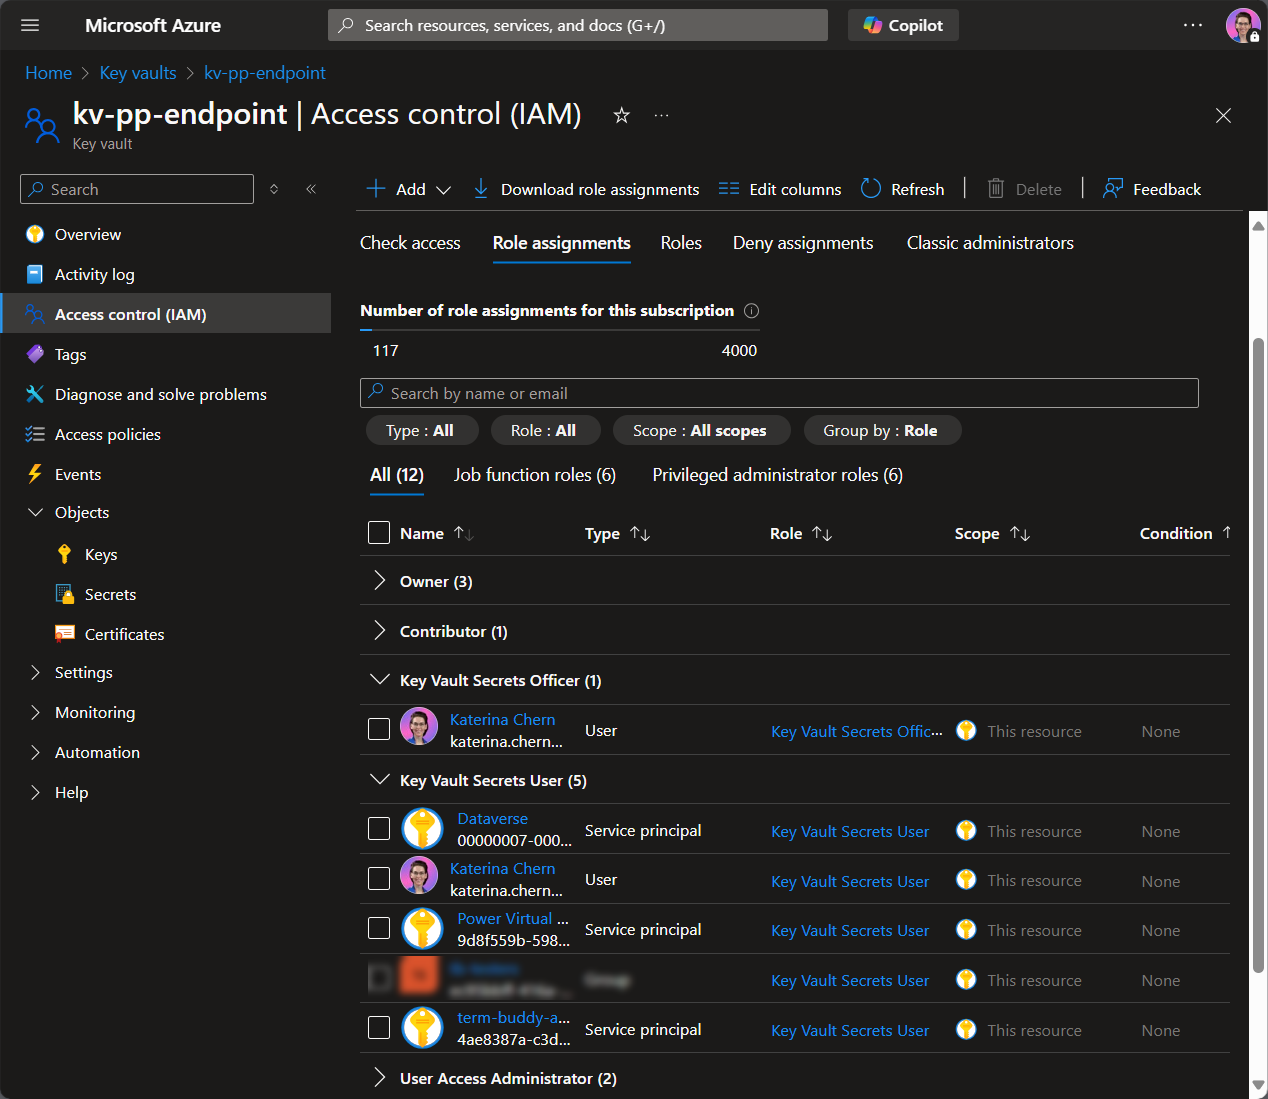 Microsoft Azure
Search resources, services, and docs (G+/)
Copilot
Home > Key vaults > kv-pp-endpoint
kv-pp-endpoint | Access control (IAM)
Key vault
Search
Add
Download role assignments
Edit columns
Refresh
Delete
Feedback
Overview
Activity log
Access control (IAM)
Tags
Diagnose and solve problems
Access policies
Events
Objects
Keys
Secrets
Certificates
Settings
Monitoring
Automation
Help
Check access Role assignments Roles Deny assignments Classic administrators
Number of role assignments for this subscription
117 4000
Search by name or email
Type : All Role : All Scope : All scopes Group by : Role
All (12) Job function roles (6) Privileged administrator roles (6)
Name Type Role Scope Condition
Owner (3)
Contributor (1)
Key Vault Secrets Officer (1)
Katerina Chern
katerina.chern...
User Key Vault Secrets Offic... This resource None
Key Vault Secrets User (5)
Dataverse
00000007-000...
Service principal Key Vault Secrets User This resource None
Katerina Chern
katerina.chern...
User Key Vault Secrets User This resource None
Power Virtual ...
9d8f559b-598...
Service principal Key Vault Secrets User This resource None
Key Vault Secrets User This resource None
term-buddy-a...
4ae8387a-c3d...
Service principal Key Vault Secrets User This resource None
User Access Administrator (2)